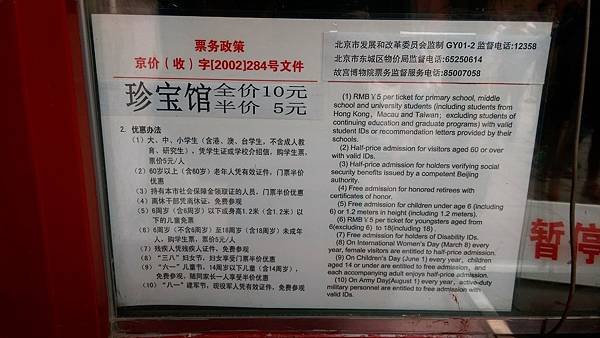 票务政策
京价（收）字[2002]284号文件
珍宝馆 全价10元
半价 5元
2. 优惠办法
（1）大、中、小学生（含港、澳、台学生，不含成人教
育、研究生），凭学生证或学校介绍信，购学生票，
票价5元/人
（2）60岁以上（含60岁）老年人凭有效证件，门票半价
优惠
（3）持有本市社会保障金领取证的人员，门票半价优惠
（4）离休干部凭离休证，免费参观
（5）6周岁（含6周岁）以下或身高1.2米（含1.2米）以
下的儿童免票
（6）6周岁（不含6周岁）至18周岁（含18周岁）未成年
人，购学生票，票价5元/人
（7）残疾人凭残疾人证件，免费参观
（8）“三八”妇女节，妇女享受门票半价优惠
（9）“六一”儿童节，14周岁以下儿童（含14周岁），
免费参观，随同家长一人享受半价优惠
（10）“八一”建军节，现役军人凭有效证件，免费参观
北京市发展和改革委员会监制 GY01-2 监督电话:12358
北京市东城区物价局监督电话:65250614
故宫博物院票务监督服务电话:85007058
(1) RMB￥5 per ticket for primary school, middle
school and university students (including students from
Hong Kong，Macau and Taiwan；excluding students of
continuing education and graduate programs) with valid
student IDs or recommendation letters provided by their
schools.
(2) Half-price admission for visitors aged 60 or over
with valid IDs.
(3) Half-price admission for holders verifying social
security benefits issued by a competent Beijing
authority.
(4) Free admission for honored retirees with
certificates of honor.
(5) Free admission for children under age 6 (including
6) or 1.2 meters in height (including 1.2 meters).
(6) RMB￥5 per ticket for youngsters aged from
6(excluding 6) to 18(including 18)
(7) Free admission for holders of Disability IDs.
(8) On International Women's Day (March 8) every
year, female visitors are entitled to half-price admission.
(9) On Children's Day (June 1) every year, children
aged 14 or under are entitled to free admission, and
each accompanying adult enjoys half-price admission.
(10) On Army Day(August 1) every year, active-duty
military personnel are entitled to free admission with
valid IDs.
暂停